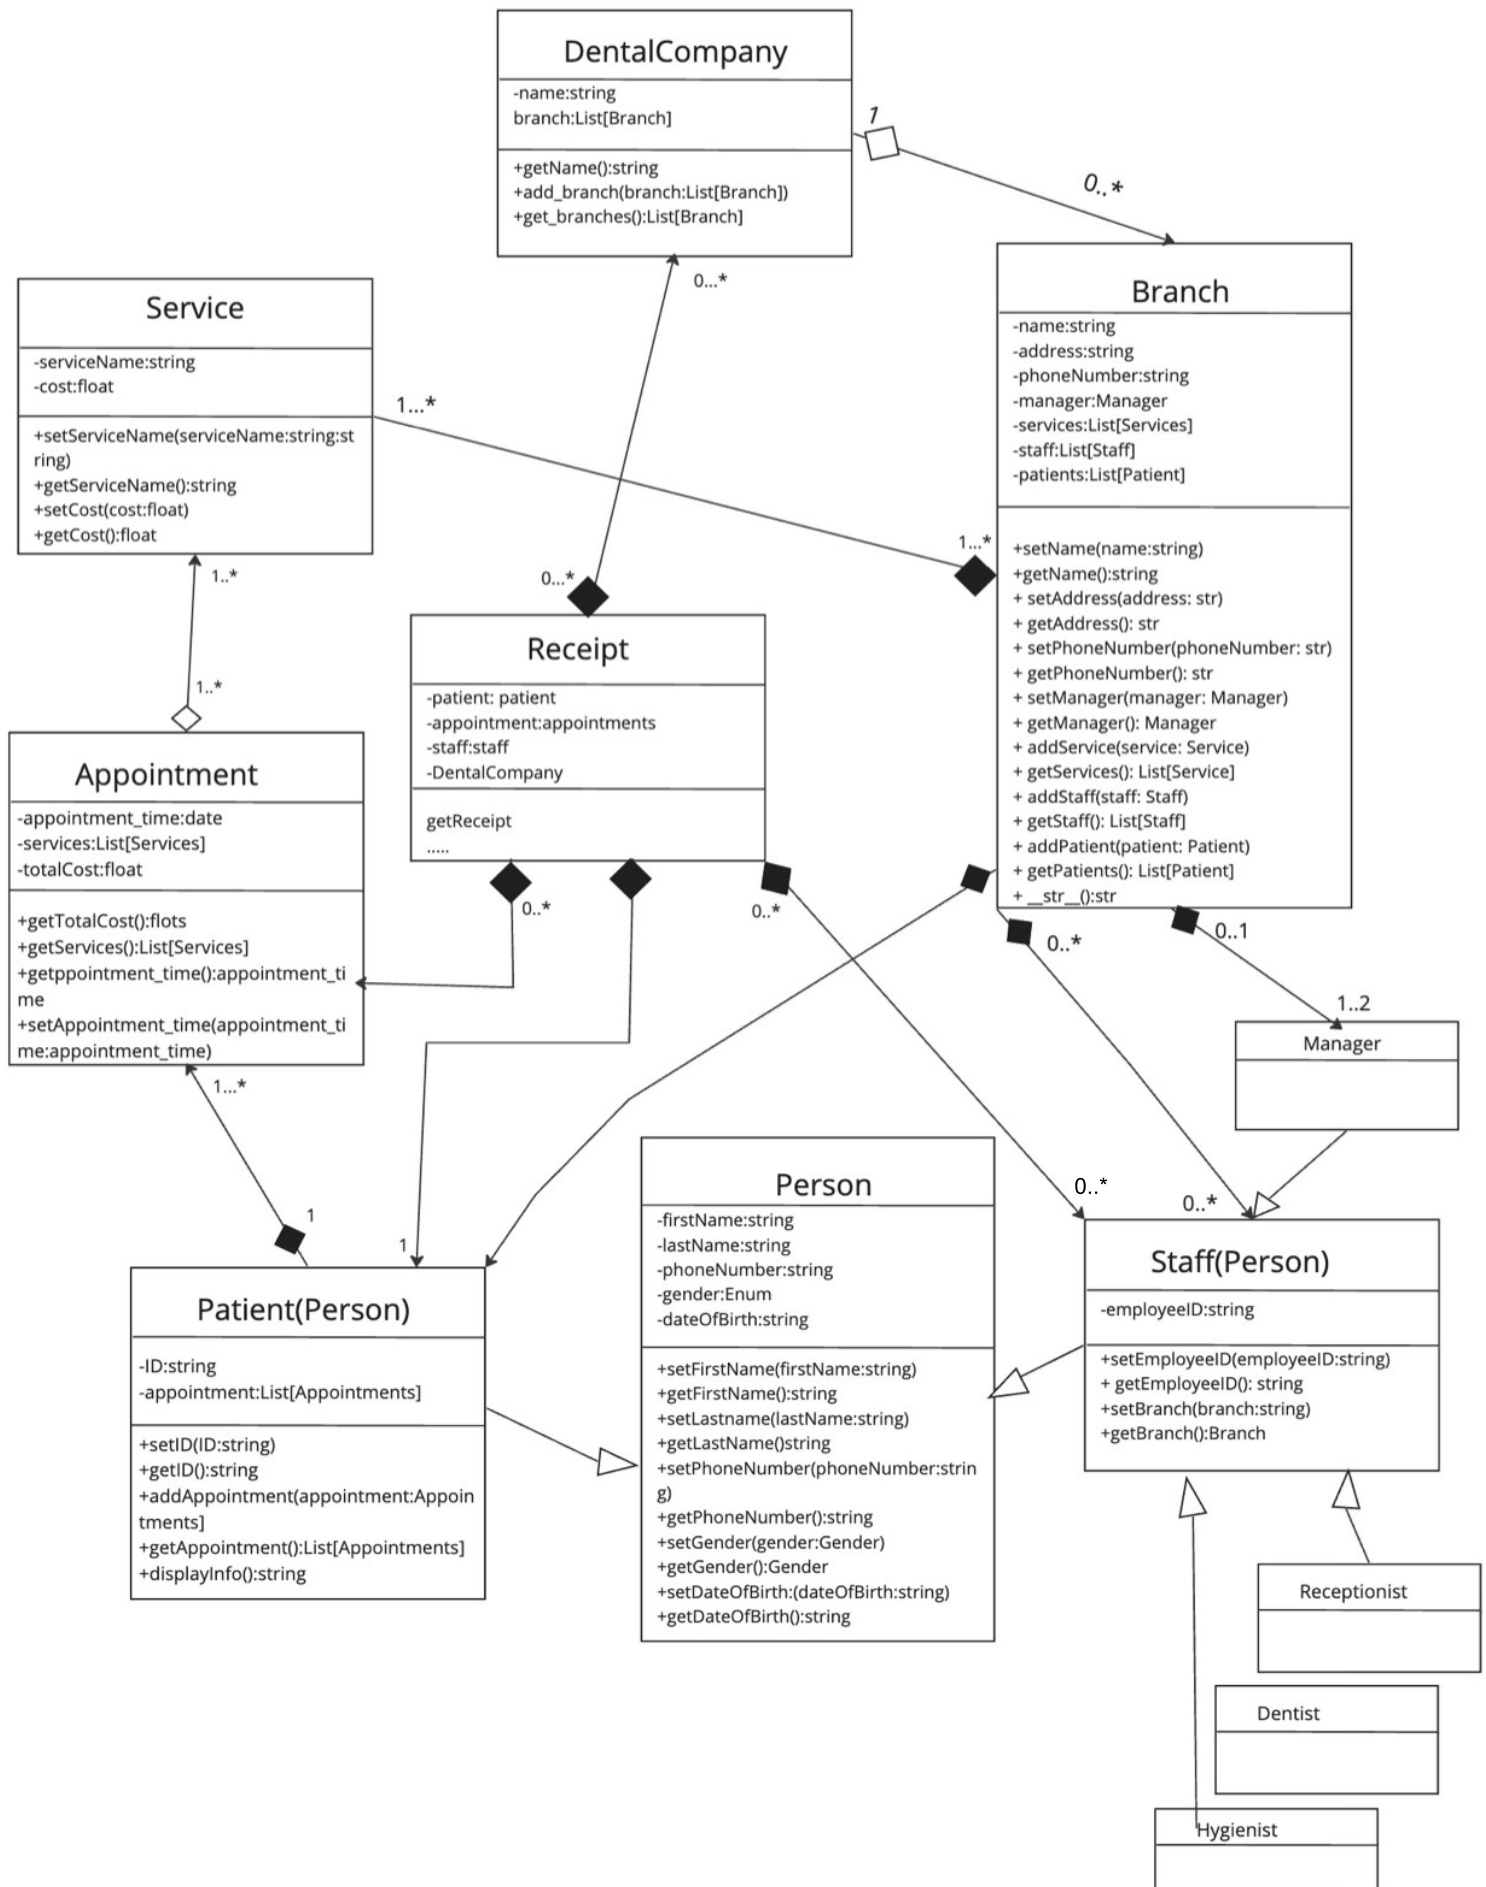 DentalCompany
-name:string
branch:List[Branch]
+getName():string
+add_branch(branch:List[Branch])
+get_branches():List[Branch]
1
0..*
0...*
Branch
-name:string
-address:string
-phoneNumber:string
-manager:Manager
-services:List[Services]
-staff:List[Staff]
-patients:List[Patient]
+setName(name:string)
+getName():string
+ setAddress(address: str)
+ getAddress(): str
+ setPhoneNumber(phoneNumber: str)
+ getPhoneNumber(): str
+ setManager(manager: Manager)
+ getManager(): Manager
+ addService(service: Service)
+ getServices(): List[Service]
+ addStaff(staff: Staff)
+ getStaff(): List[Staff]
+ addPatient(patient: Patient)
+ getPatients(): List[Patient]
+ __str__():str
Service
-serviceName:string
-cost:float
+setServiceName(serviceName:string:st
ring)
+getServiceName():string
+setCost(cost:float)
+getCost():float
1...*
1...*
1..*
1..*
0...*
Receipt
-patient: patient
-appointment:appointments
-staff:staff
-DentalCompany
getReceipt
.....
0..*
0..*
Appointment
-appointment_time:date
-services:List[Services]
-totalCost:float
+getTotalCost():flots
+getServices():List[Services]
+getppointment_time():appointment_ti
me
+setAppointment_time(appointment_ti
me:appointment_time)
1...*
1
1
0..*
0..1
1..2
Manager
0..*
0..*
Person
-firstName:string
-lastName:string
-phoneNumber:string
-gender:Enum
-dateOfBirth:string
+setFirstName(firstName:string)
+getFirstName():string
+setLastname(lastName:string)
+getLastName()string
+setPhoneNumber(phoneNumber:strin
g)
+getPhoneNumber():string
+setGender(gender:Gender)
+getGender():Gender
+setDateOfBirth:(dateOfBirth:string)
+getDateOfBirth():string
Staff(Person)
-employeeID:string
+setEmployeeID(employeeID:string)
+ getEmployeeID(): string
+setBranch(branch:string)
+getBranch():Branch
Patient(Person)
-ID:string
-appointment:List[Appointments]
+setID(ID:string)
+getID():string
+addAppointment(appointment:Appoin
tments]
+getAppointment():List[Appointments]
+displayInfo():string
Receptionist
Dentist
Hygienist